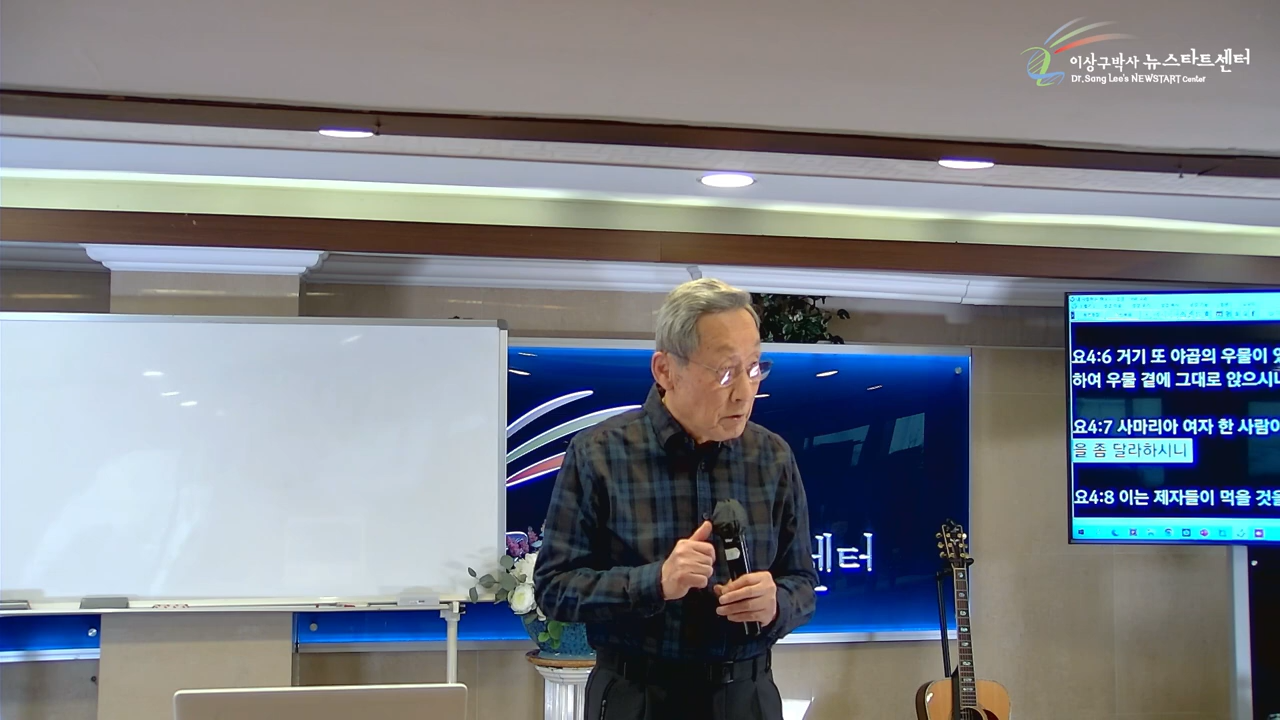 이상구박사 뉴스타트센터
Dr. Sang Lee's NEWSTART Center
요4:6 거기 또 야곱의 우물이
하여 우물 곁에 그대로 앉으시니
요4:7 사마리아 여자 한 사람이
을 좀 달라하시니
요4:8 이는 제자들이 먹을 것을
센터